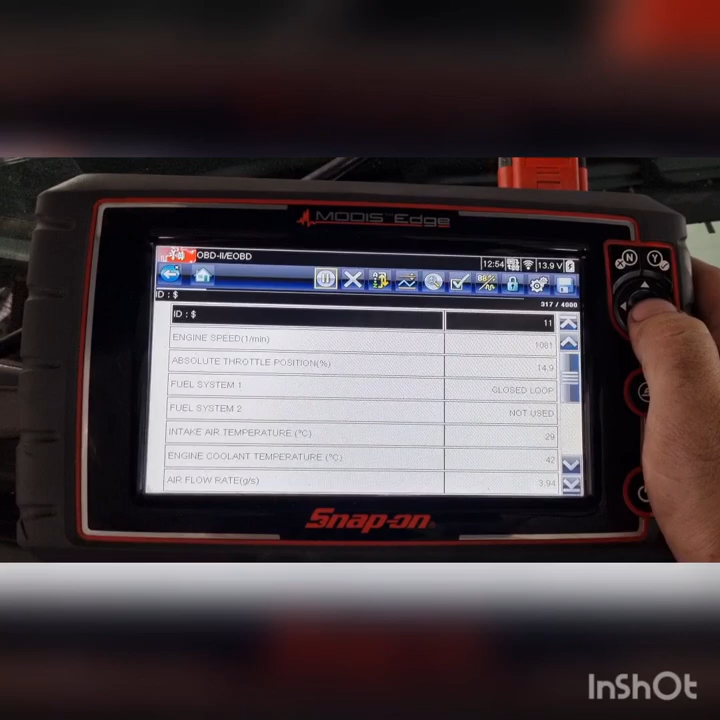 MODIS Edge
OBD-II/EOBD
12:54 13.9 V
ID : $
317 / 4000
ID : $ 11
ENGINE SPEED(1/min) 1081
ABSOLUTE THROTTLE POSITION(%) 14.9
FUEL SYSTEM 1 CLOSED LOOP
FUEL SYSTEM 2 NOT USED
INTAKE AIR TEMPERATURE (°C) 29
ENGINE COOLANT TEMPERATURE (°C) 42
AIR FLOW RATE(g/s) 3.94
Snap-on
N
Y
InShOt